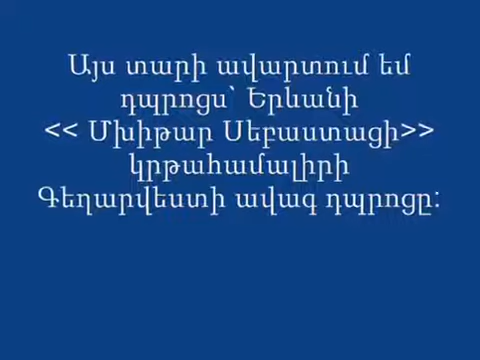 Այս տարի ավարտում եմ
դպրոցս` Երևանի
<< Մխիթար Սեբաստացի>>
կրթահամալիրի
Գեղարվեստի ավագ դպրոցը: